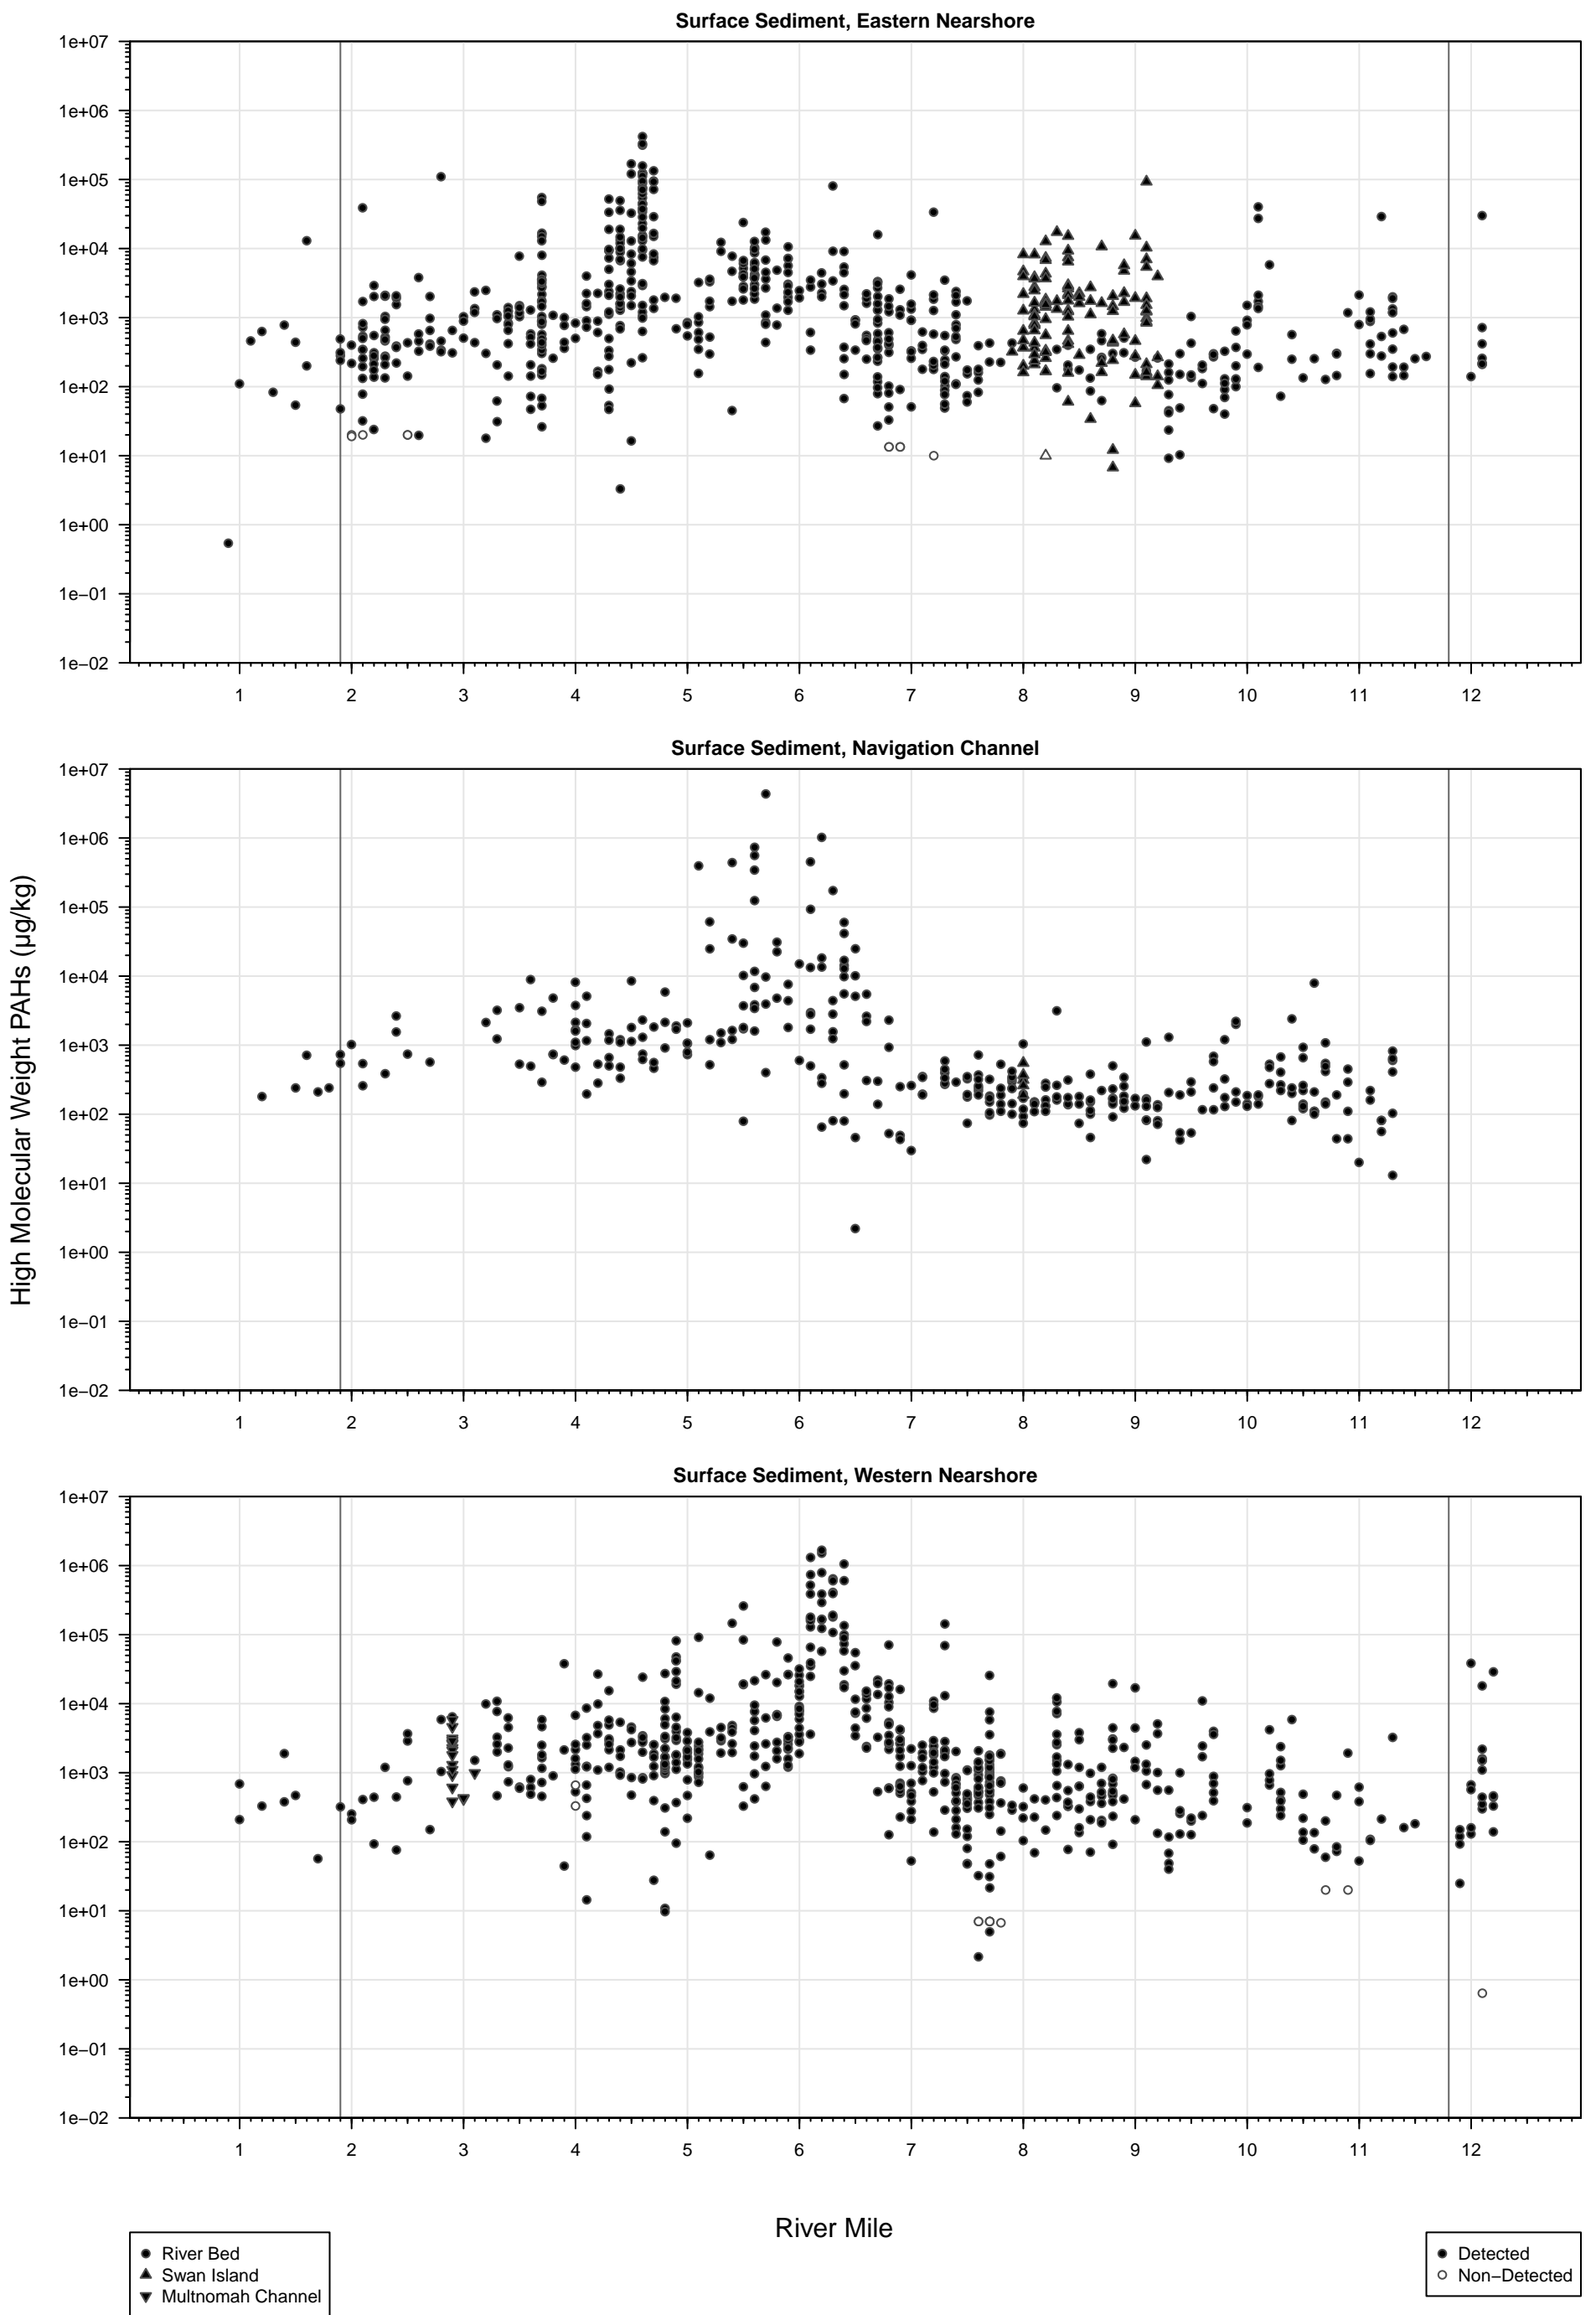 Surface Sediment, Eastern Nearshore
1e+07
1e+06
1e+05
1e+04
1e+03
1e+02
1e+01
1e+00
1e−01
1e−02
1 2 3 4 5 6 7 8 9 10 11 12
Surface Sediment, Navigation Channel
1e+07
1e+06
1e+05
1e+04
1e+03
1e+02
1e+01
1e+00
1e−01
1e−02
1 2 3 4 5 6 7 8 9 10 11 12
High Molecular Weight PAHs (µg/kg)
Surface Sediment, Western Nearshore
1e+07
1e+06
1e+05
1e+04
1e+03
1e+02
1e+01
1e+00
1e−01
1e−02
1 2 3 4 5 6 7 8 9 10 11 12
River Mile
River Bed
Swan Island
Multnomah Channel
Detected
Non−Detected